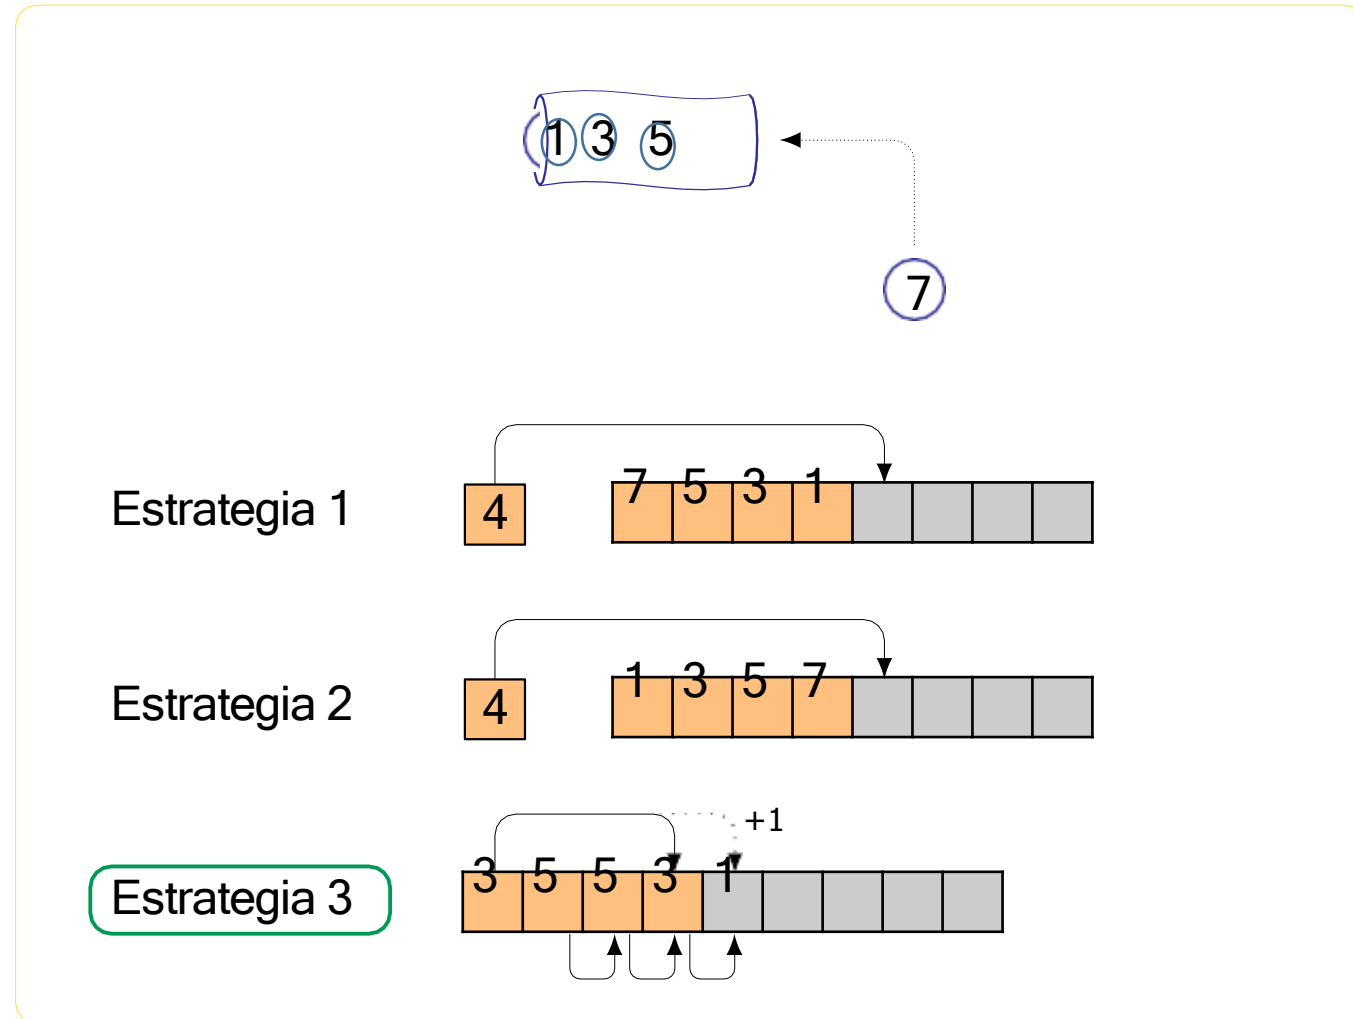 1 3 5
7
Estrategia 1 4 7 5 3 1
Estrategia 2 4 1 3 5 7
+1
Estrategia 3 3 5 5 3 1